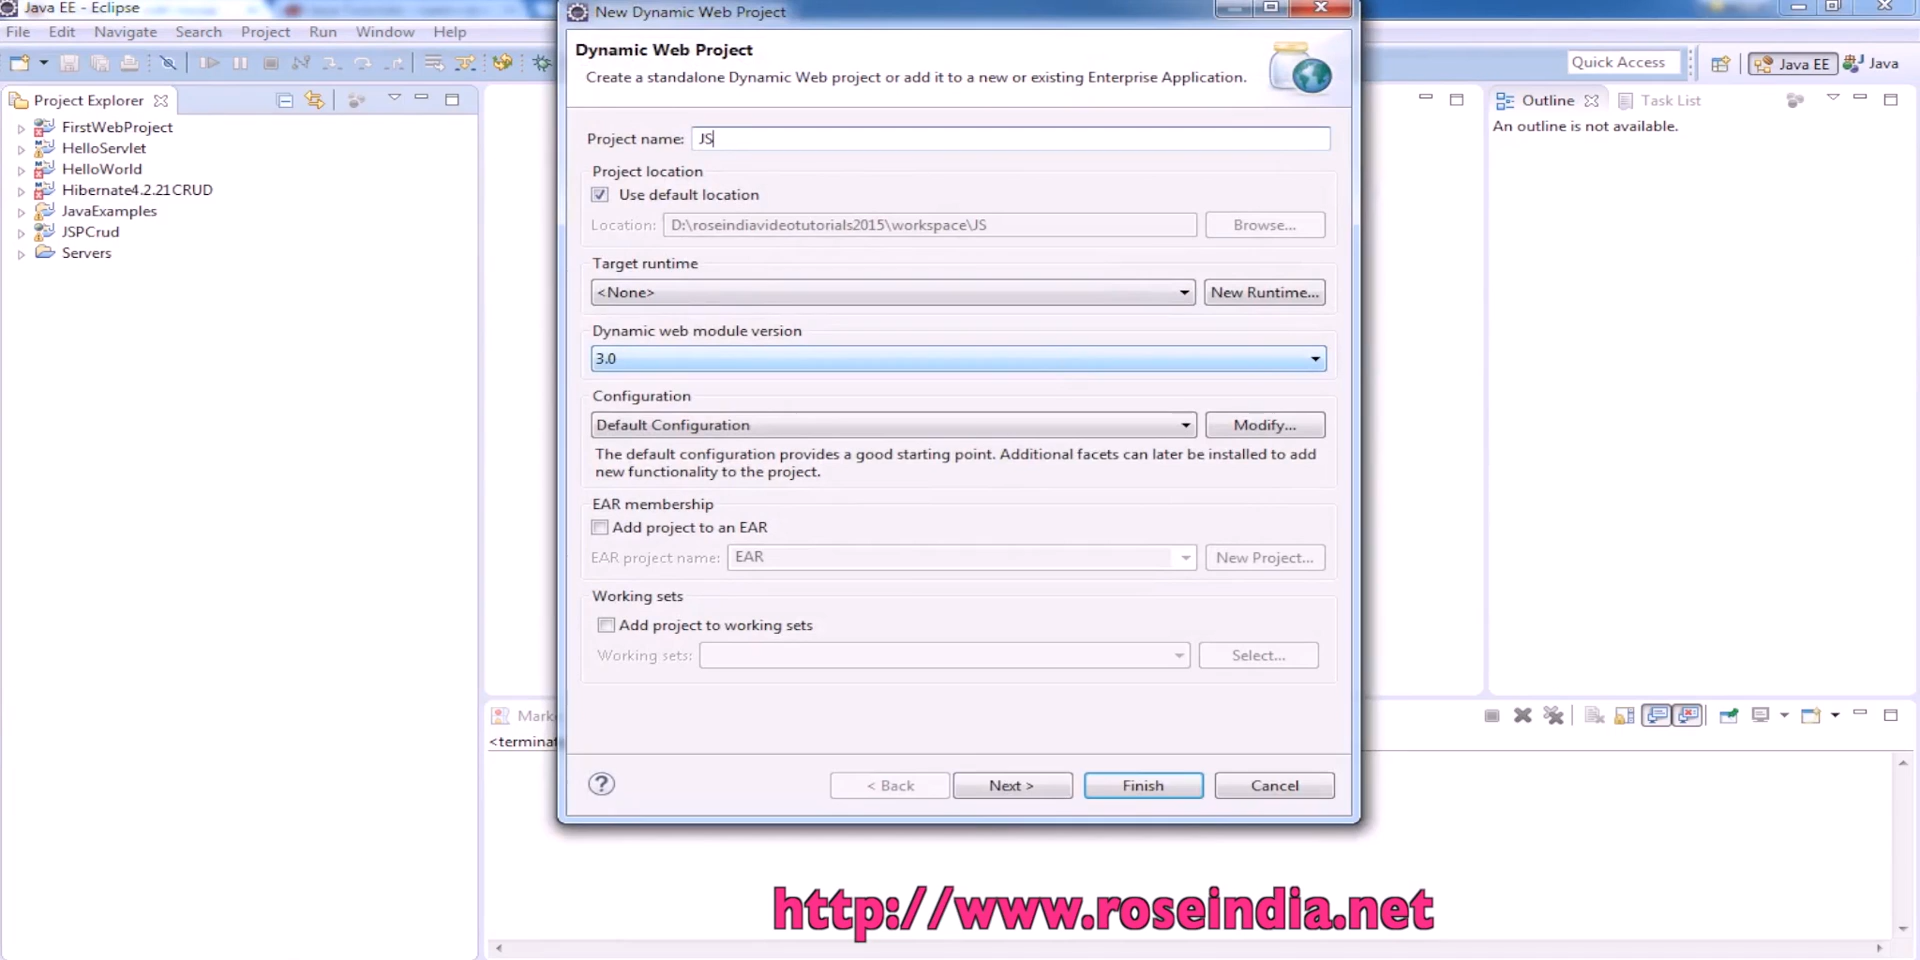 Java EE - Eclipse
File Edit Navigate Search Project Run Window Help
Quick Access
Java EE
Java
Project Explorer
FirstWebProject
HelloServlet
HelloWorld
Hibernate4.2.21CRUD
JavaExamples
JSPCrud
Servers
New Dynamic Web Project
Dynamic Web Project
Create a standalone Dynamic Web project or add it to a new or existing Enterprise Application.
Project name: JS
Project location
Use default location
Location: D:\roseindiavideotutorials2015\workspace\JS Browse...
Target runtime
<None> New Runtime...
Dynamic web module version
3.0
Configuration
Default Configuration Modify...
The default configuration provides a good starting point. Additional facets can later be installed to add
new functionality to the project.
EAR membership
Add project to an EAR
EAR project name: EAR New Project...
Working sets
Add project to working sets
Working sets: Select...
< Back Next > Finish Cancel
Outline Task List
An outline is not available.
Marke
<terminat
http://www.roseindia.net